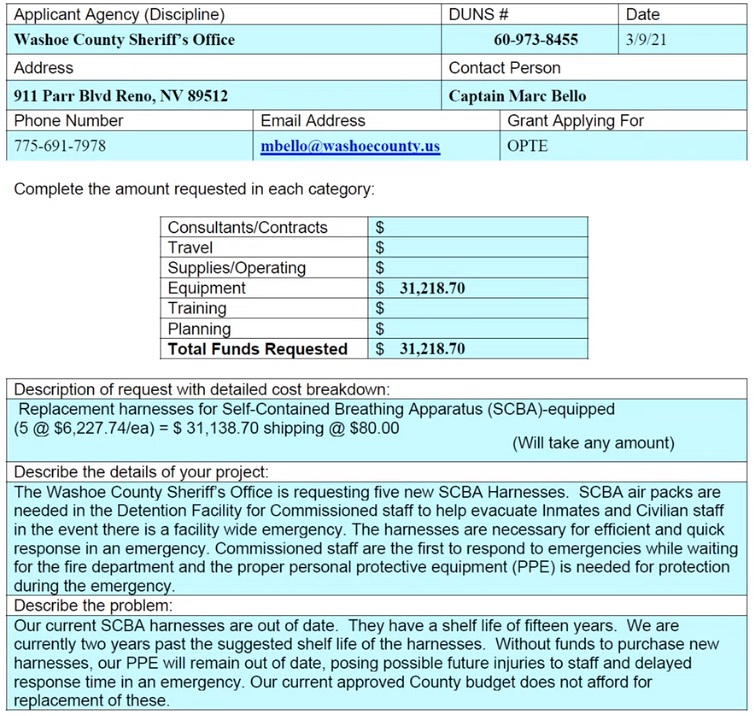 Applicant Agency (Discipline) DUNS # Date
Washoe County Sheriff's Office 60-973-8455 3/9/21
Address Contact Person
911 Parr Blvd Reno, NV 89512 Captain Marc Bello
Phone Number Email Address Grant Applying For
775-691-7978 mbello@washoecounty.us OPTE
Complete the amount requested in each category:
Consultants/Contracts $
Travel $
Supplies/Operating $
Equipment $ 31,218.70
Training $
Planning $
Total Funds Requested $ 31,218.70
Description of request with detailed cost breakdown:
Replacement harnesses for Self-Contained Breathing Apparatus (SCBA)-equipped
(5 @ $6,227.74/ea) = $ 31,138.70 shipping @ $80.00
(Will take any amount)
Describe the details of your project:
The Washoe County Sheriff's Office is requesting five new SCBA Harnesses. SCBA air packs are
needed in the Detention Facility for Commissioned staff to help evacuate Inmates and Civilian staff
in the event there is a facility wide emergency. The harnesses are necessary for efficient and quick
response in an emergency. Commissioned staff are the first to respond to emergencies while waiting
for the fire department and the proper personal protective equipment (PPE) is needed for protection
during the emergency.
Describe the problem:
Our current SCBA harnesses are out of date. They have a shelf life of fifteen years. We are
currently two years past the suggested shelf life of the harnesses. Without funds to purchase new
harnesses, our PPE will remain out of date, posing possible future injuries to staff and delayed
response time in an emergency. Our current approved County budget does not afford for
replacement of these.